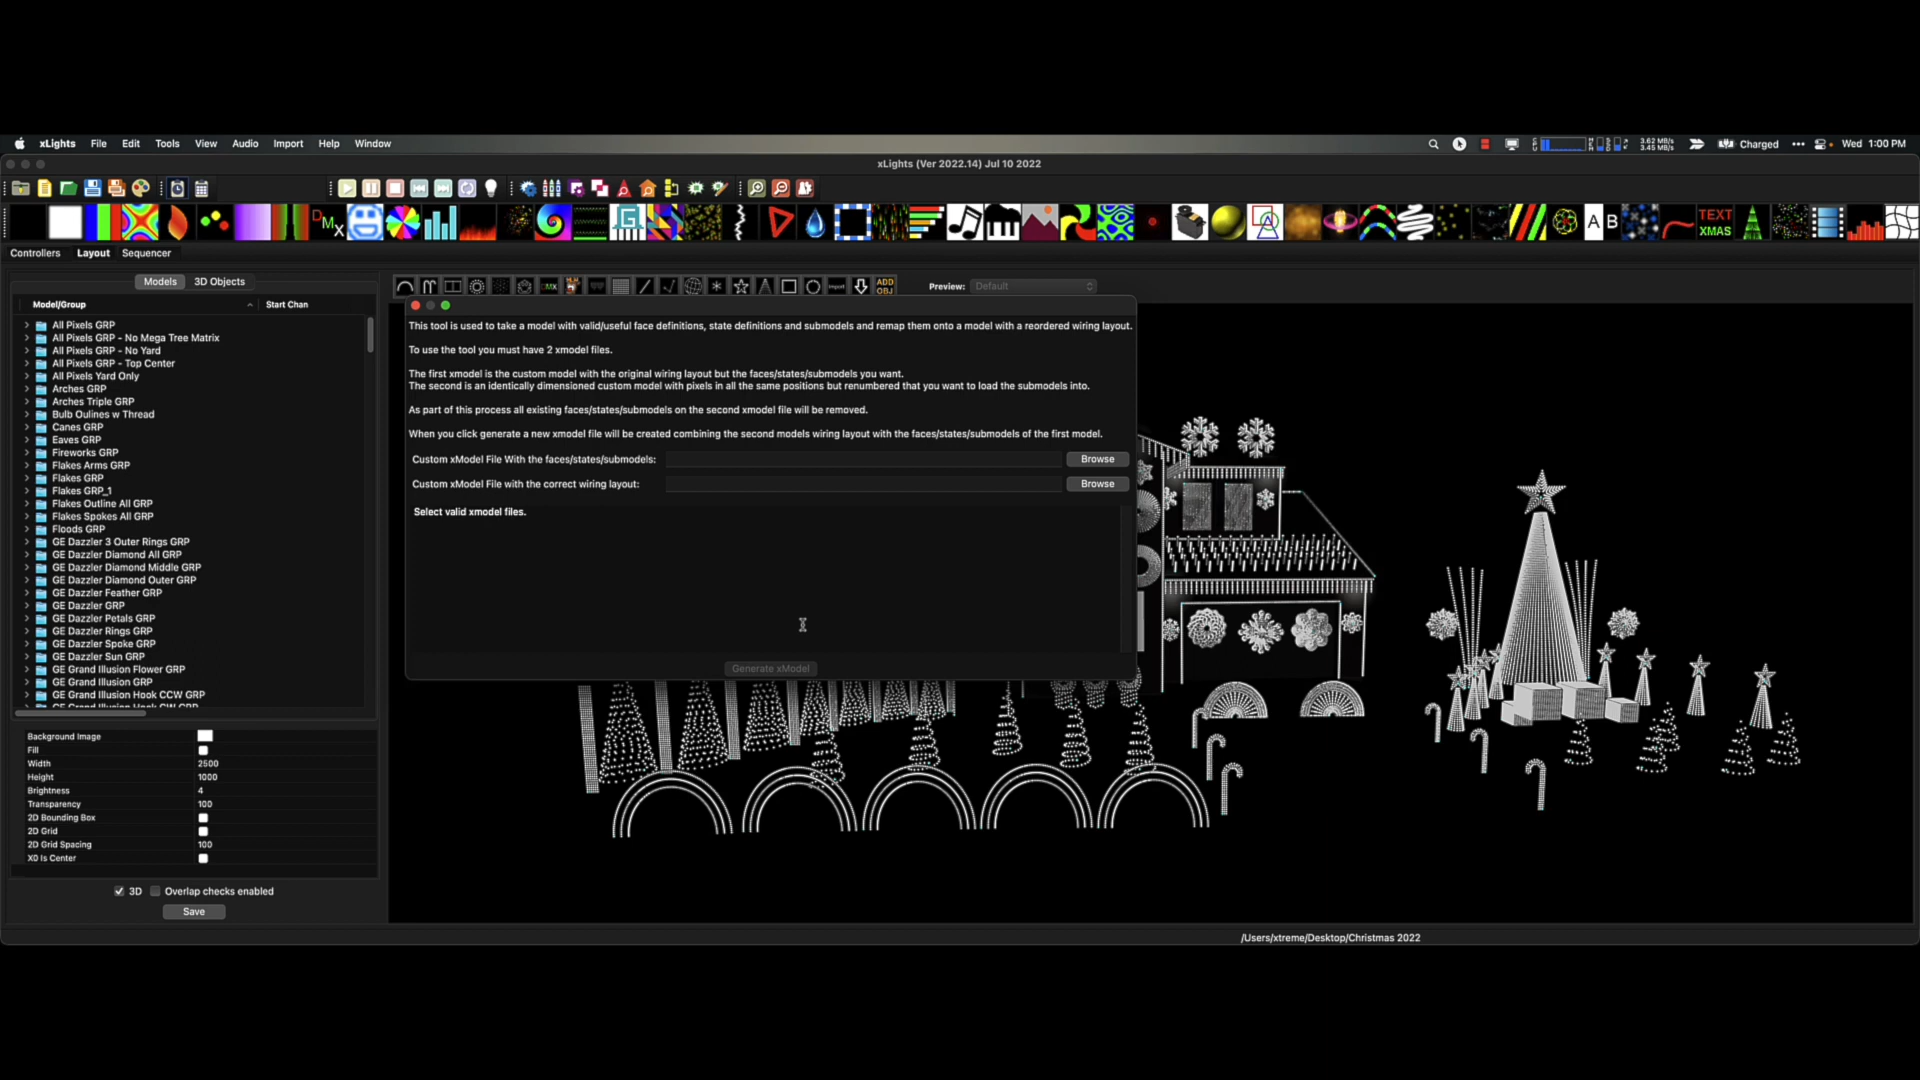 xLights File Edit Tools View Audio Import Help Window
3.62 MB/s
3.45 MB/s
Charged Wed 1:00 PM
xLights (Ver 2022.14) Jul 10 2022
DMX
A B
TEXT
XMAS
Controllers Layout Sequencer
Models 3D Objects
DMX
import
ADD
OBJ
Preview: Default
Model/Group Start Chan
All Pixels GRP
All Pixels GRP - No Mega Tree Matrix
All Pixels GRP - No Yard
All Pixels GRP - Top Center
All Pixels Yard Only
Arches GRP
Arches Triple GRP
Bulb Oulines w Thread
Canes GRP
Eaves GRP
Fireworks GRP
Flakes Arms GRP
Flakes GRP
Flakes GRP_1
Flakes Outline All GRP
Flakes Spokes All GRP
Floods GRP
GE Dazzler 3 Outer Rings GRP
GE Dazzler Diamond All GRP
GE Dazzler Diamond Middle GRP
GE Dazzler Diamond Outer GRP
GE Dazzler Feather GRP
GE Dazzler GRP
GE Dazzler Petals GRP
GE Dazzler Rings GRP
GE Dazzler Spoke GRP
GE Dazzler Sun GRP
GE Grand Illusion Flower GRP
GE Grand Illusion GRP
GE Grand Illusion Hook CCW GRP
GE Grand Illusion Hook CW GRP
This tool is used to take a model with valid/useful face definitions, state definitions and submodels and remap them onto a model with a reordered wiring layout.
To use the tool you must have 2 xmodel files.
The first xmodel is the custom model with the original wiring layout but the faces/states/submodels you want.
The second is an identically dimensioned custom model with pixels in all the same positions but renumbered that you want to load the submodels into.
As part of this process all existing faces/states/submodels on the second xmodel file will be removed.
When you click generate a new xmodel file will be created combining the second models wiring layout with the faces/states/submodels of the first model.
Custom xModel File With the faces/states/submodels: Browse
Custom xModel File with the correct wiring layout: Browse
Select valid xmodel files.
Generate xModel
Background Image
Fill
Width 2500
Height 1000
Brightness 4
Transparency 100
2D Bounding Box
2D Grid
2D Grid Spacing 100
X0 Is Center
3D Overlap checks enabled
Save
/Users/xtreme/Desktop/Christmas 2022